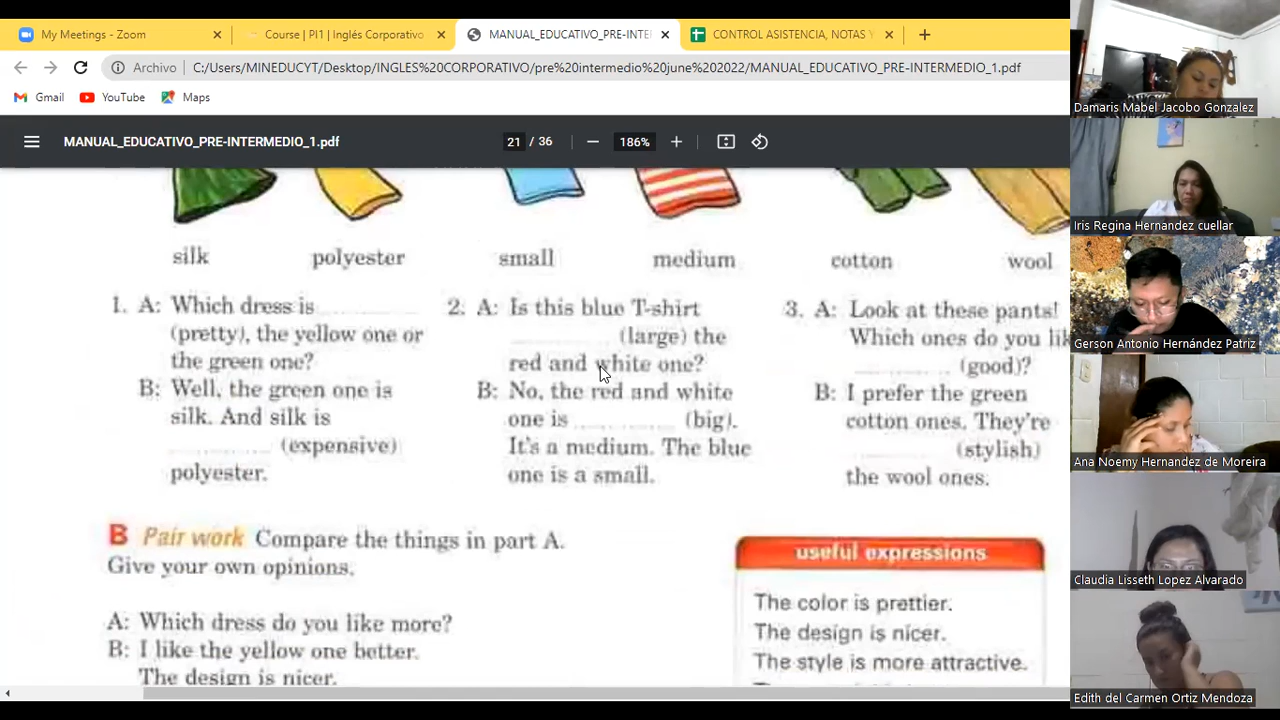 My Meetings - Zoom
Course | PI1 | Inglés Corporativo
MANUAL_EDUCATIVO_PRE-INTE
CONTROL ASISTENCIA, NOTAS Y
Archivo
C:/Users/MINEDUCYT/Desktop/INGLES%20CORPORATIVO/pre%20intermedio%20june%202022/MANUAL_EDUCATIVO_PRE-INTERMEDIO_1.pdf
Gmail
YouTube
Maps
MANUAL_EDUCATIVO_PRE-INTERMEDIO_1.pdf
21 / 36
186%
silk
polyester
small
medium
cotton
wool
1. A: Which dress is
(pretty), the yellow one or
the green one?
B: Well, the green one is
silk. And silk is
(expensive)
polyester.
2. A: Is this blue T-shirt
(large) the
red and white one?
B: No, the red and white
one is (big).
It's a medium. The blue
one is a small.
3. A: Look at these pants!
Which ones do you lik
(good)?
B: I prefer the green
cotton ones. They're
(stylish)
the wool ones.
B Pair work Compare the things in part A.
Give your own opinions.
A: Which dress do you like more?
B: I like the yellow one better.
The design is nicer.
useful expressions
The color is prettier.
The design is nicer.
The style is more attractive.
Damaris Mabel Jacobo Gonzalez
Iris Regina Hernandez cuellar
Gerson Antonio Hernández Patriz
Ana Noemy Hernandez de Moreira
Claudia Lisseth Lopez Alvarado
Edith del Carmen Ortiz Mendoza